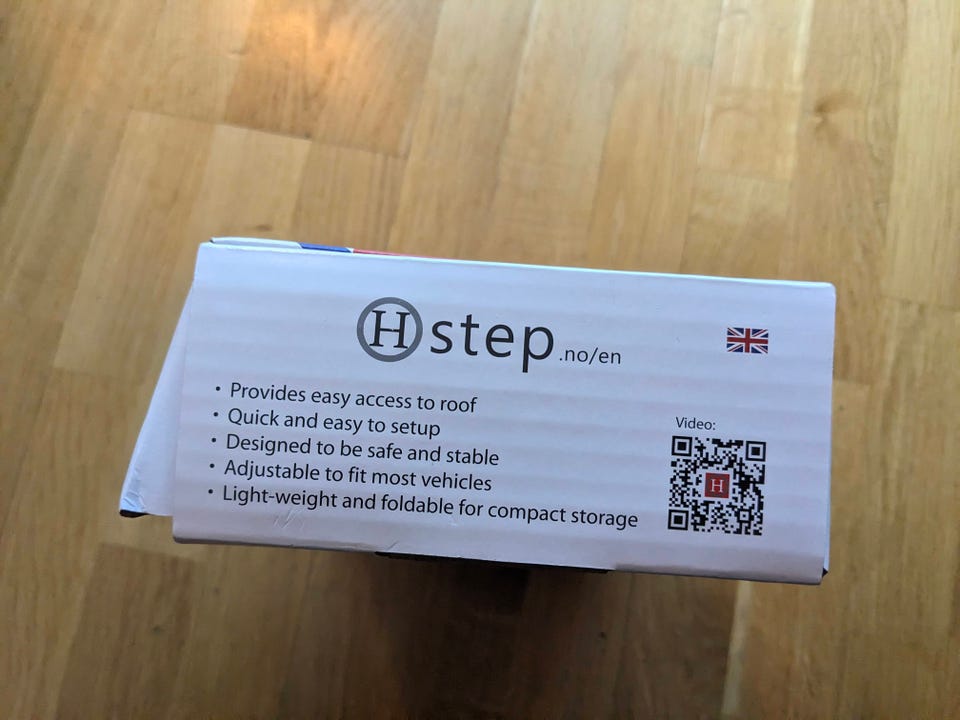 Hstep.no/en
• Provides easy access to roof
• Quick and easy to setup
• Designed to be safe and stable
• Adjustable to fit most vehicles
• Light-weight and foldable for compact storage
Video:
H